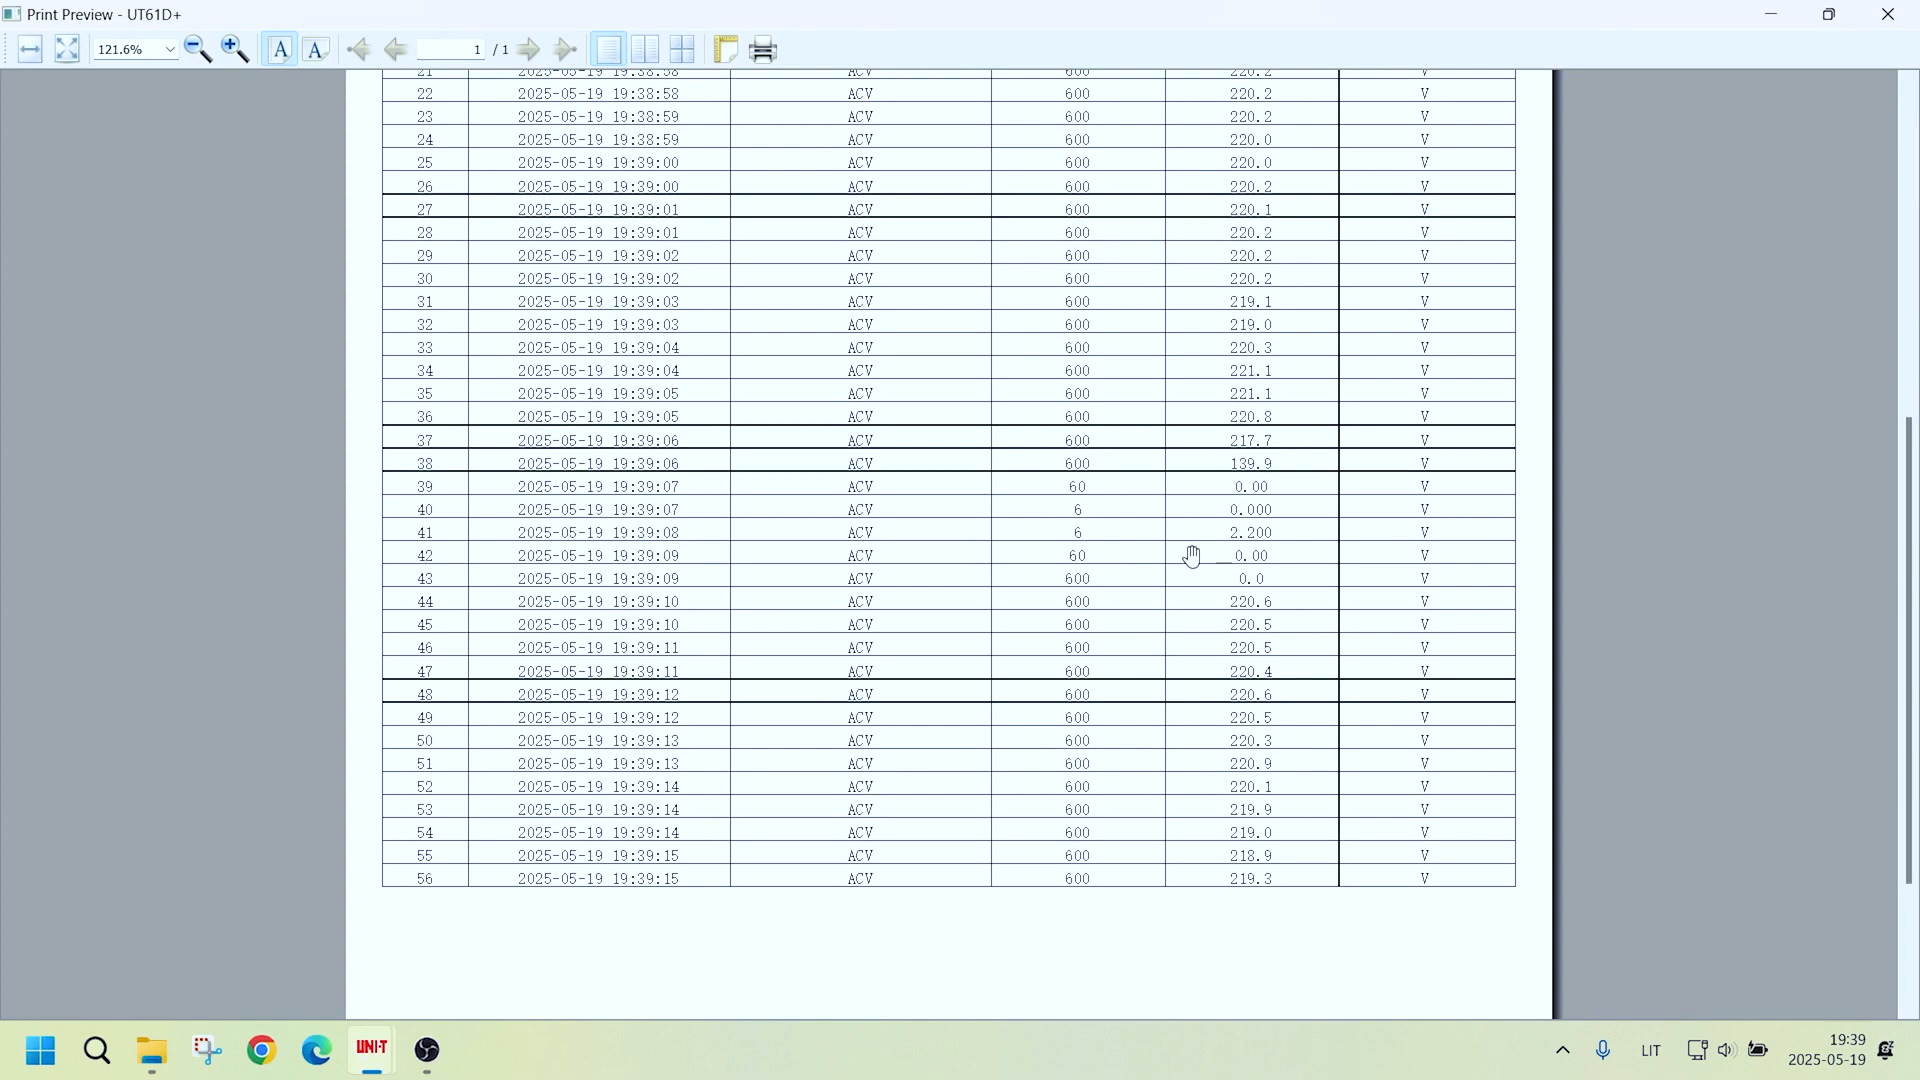 Print Preview - UT61D+
121.6% 1 / 1
21 2025-05-19 19:38:58 ACV 600 220.2 V
22 2025-05-19 19:38:58 ACV 600 220.2 V
23 2025-05-19 19:38:59 ACV 600 220.2 V
24 2025-05-19 19:38:59 ACV 600 220.0 V
25 2025-05-19 19:39:00 ACV 600 220.0 V
26 2025-05-19 19:39:00 ACV 600 220.2 V
27 2025-05-19 19:39:01 ACV 600 220.1 V
28 2025-05-19 19:39:01 ACV 600 220.2 V
29 2025-05-19 19:39:02 ACV 600 220.2 V
30 2025-05-19 19:39:02 ACV 600 220.2 V
31 2025-05-19 19:39:03 ACV 600 219.1 V
32 2025-05-19 19:39:03 ACV 600 219.0 V
33 2025-05-19 19:39:04 ACV 600 220.3 V
34 2025-05-19 19:39:04 ACV 600 221.1 V
35 2025-05-19 19:39:05 ACV 600 221.1 V
36 2025-05-19 19:39:05 ACV 600 220.8 V
37 2025-05-19 19:39:06 ACV 600 217.7 V
38 2025-05-19 19:39:06 ACV 600 139.9 V
39 2025-05-19 19:39:07 ACV 60 0.00 V
40 2025-05-19 19:39:07 ACV 6 0.000 V
41 2025-05-19 19:39:08 ACV 6 2.200 V
42 2025-05-19 19:39:09 ACV 60 0.00 V
43 2025-05-19 19:39:09 ACV 600 0.0 V
44 2025-05-19 19:39:10 ACV 600 220.6 V
45 2025-05-19 19:39:10 ACV 600 220.5 V
46 2025-05-19 19:39:11 ACV 600 220.5 V
47 2025-05-19 19:39:11 ACV 600 220.4 V
48 2025-05-19 19:39:12 ACV 600 220.6 V
49 2025-05-19 19:39:12 ACV 600 220.5 V
50 2025-05-19 19:39:13 ACV 600 220.3 V
51 2025-05-19 19:39:13 ACV 600 220.9 V
52 2025-05-19 19:39:14 ACV 600 220.1 V
53 2025-05-19 19:39:14 ACV 600 219.9 V
54 2025-05-19 19:39:14 ACV 600 219.0 V
55 2025-05-19 19:39:15 ACV 600 218.9 V
56 2025-05-19 19:39:15 ACV 600 219.3 V
UNI-T
LIT
19:39
2025-05-19